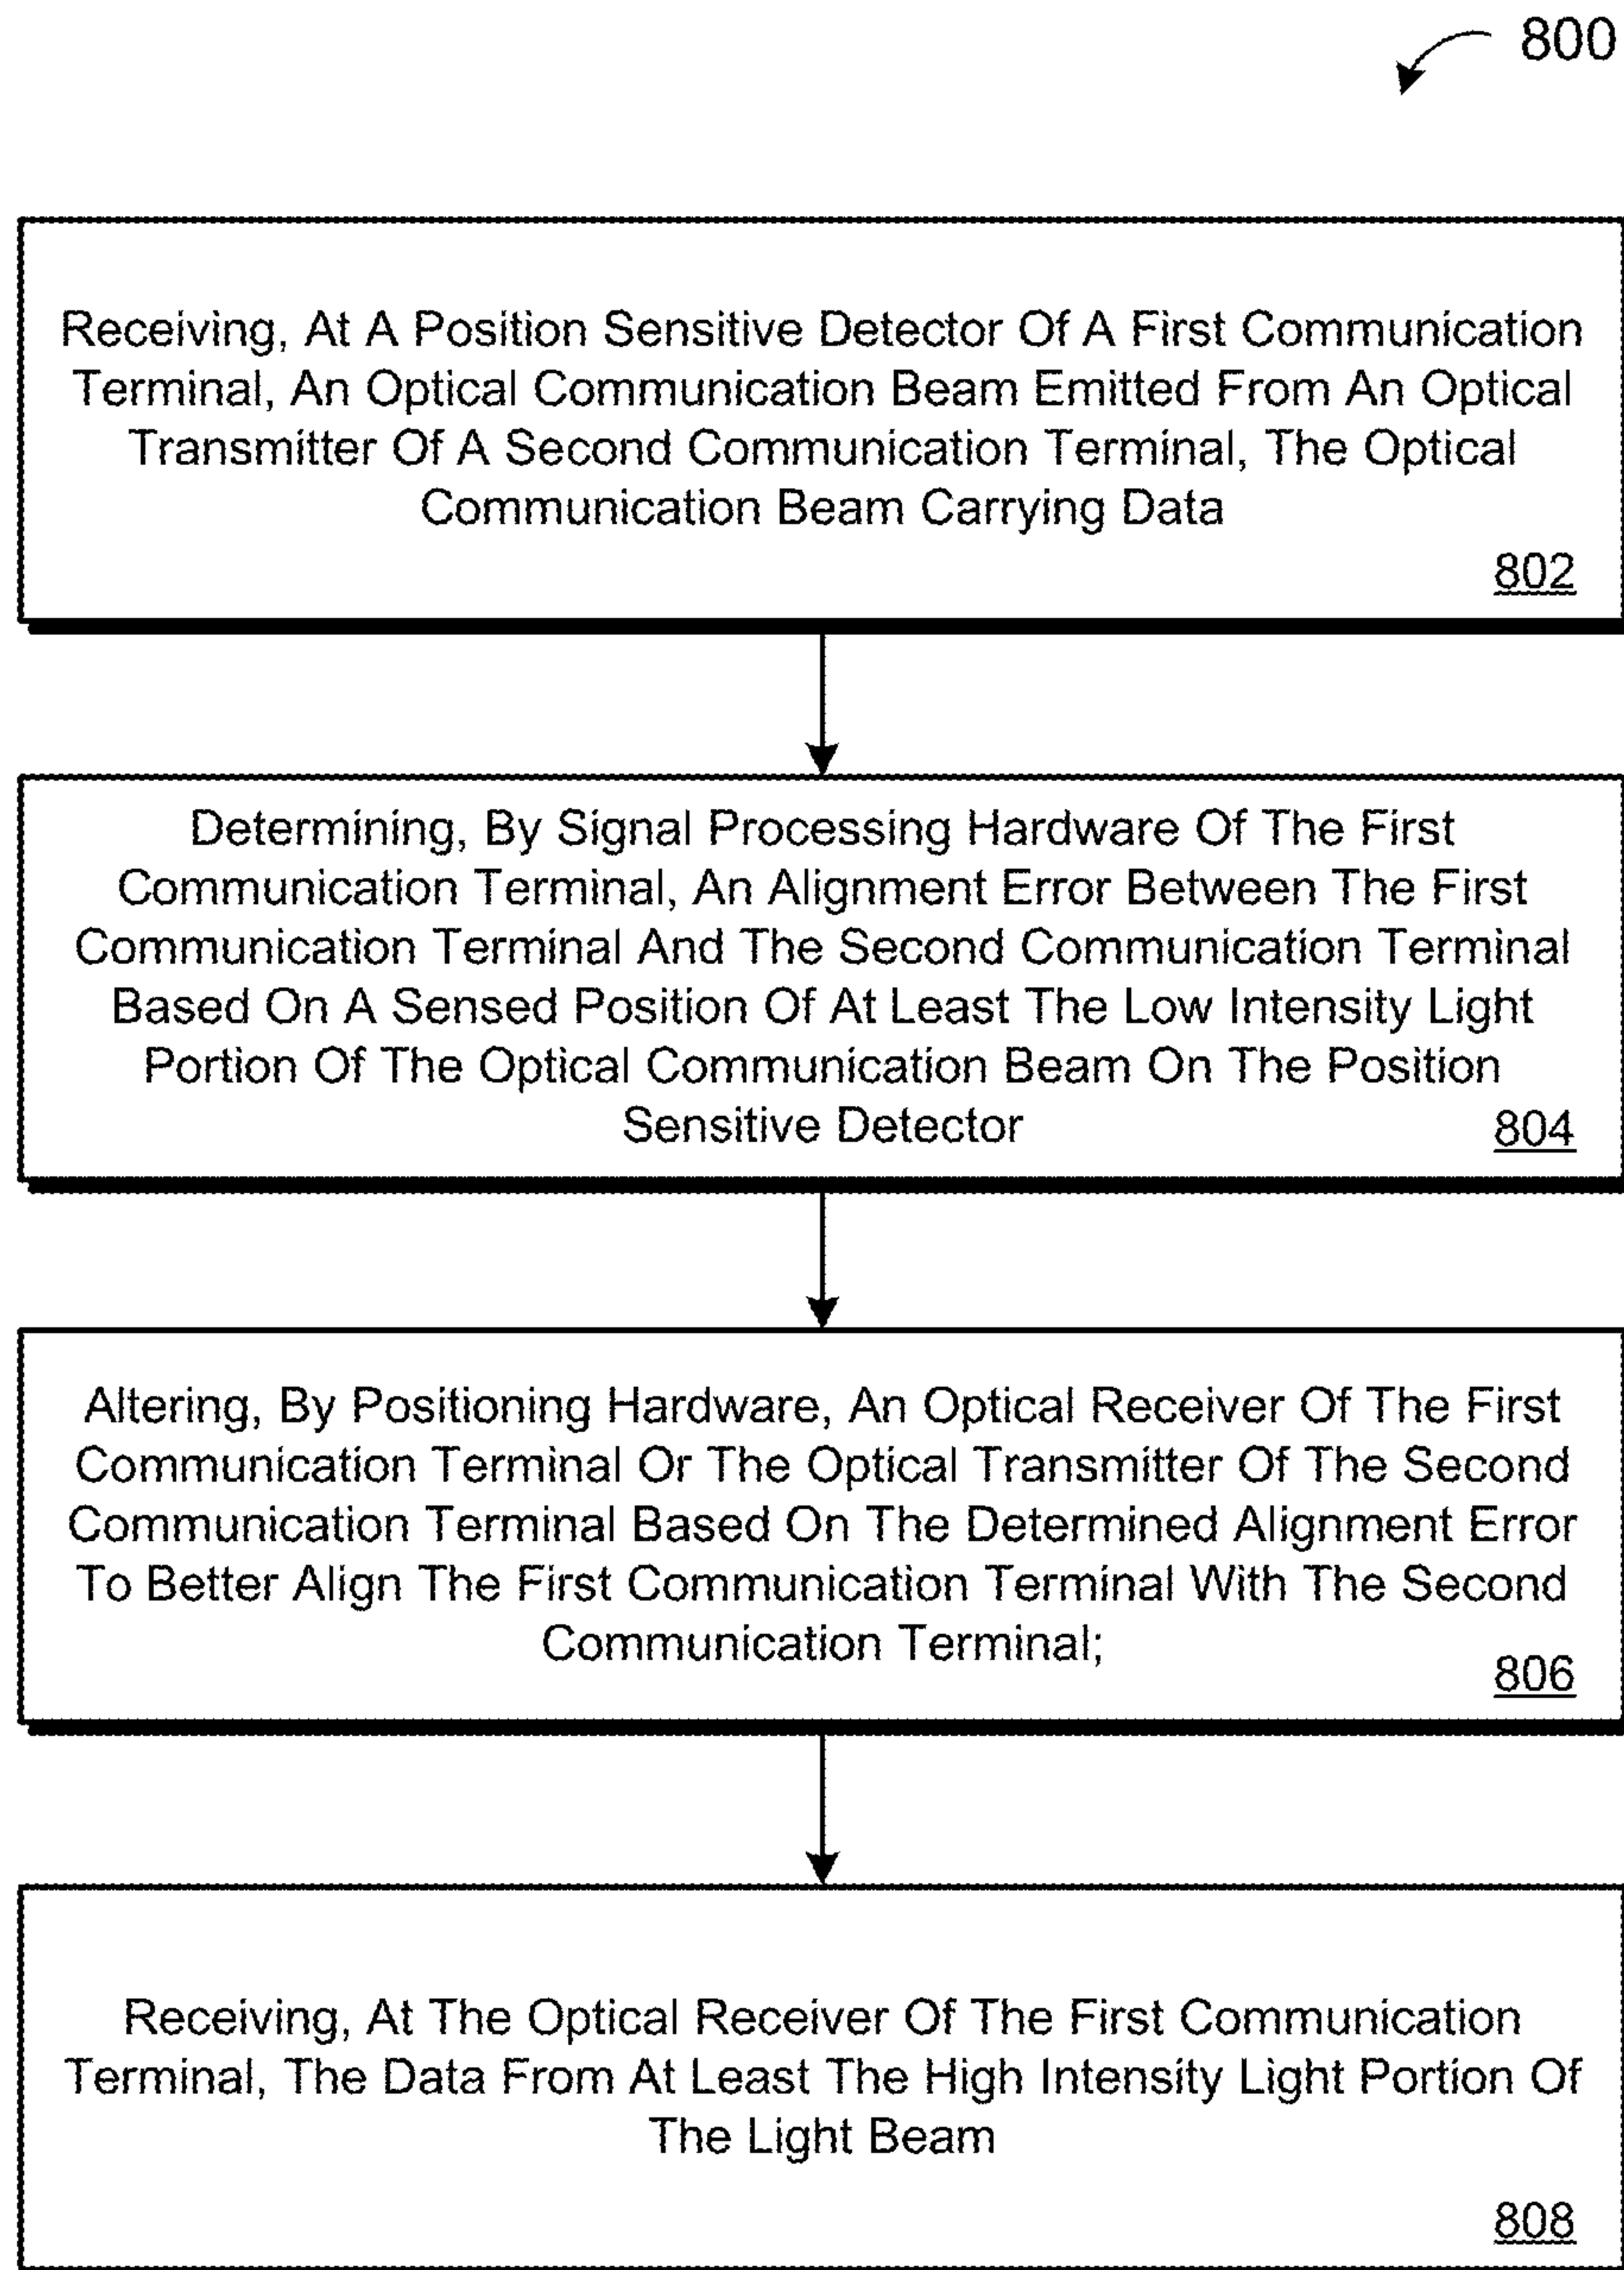 800
Receiving, At A Position Sensitive Detector Of A First Communication
Terminal, An Optical Communication Beam Emitted From An Optical
Transmitter Of A Second Communication Terminal, The Optical
Communication Beam Carrying Data
802
Determining, By Signal Processing Hardware Of The First
Communication Terminal, An Alignment Error Between The First
Communication Terminal And The Second Communication Terminal
Based On A Sensed Position Of At Least The Low Intensity Light
Portion Of The Optical Communication Beam On The Position
Sensitive Detector
804
Altering, By Positioning Hardware, An Optical Receiver Of The First
Communication Terminal Or The Optical Transmitter Of The Second
Communication Terminal Based On The Determined Alignment Error
To Better Align The First Communication Terminal With The Second
Communication Terminal;
806
Receiving, At The Optical Receiver Of The First Communication
Terminal, The Data From At Least The High Intensity Light Portion Of
The Light Beam
808